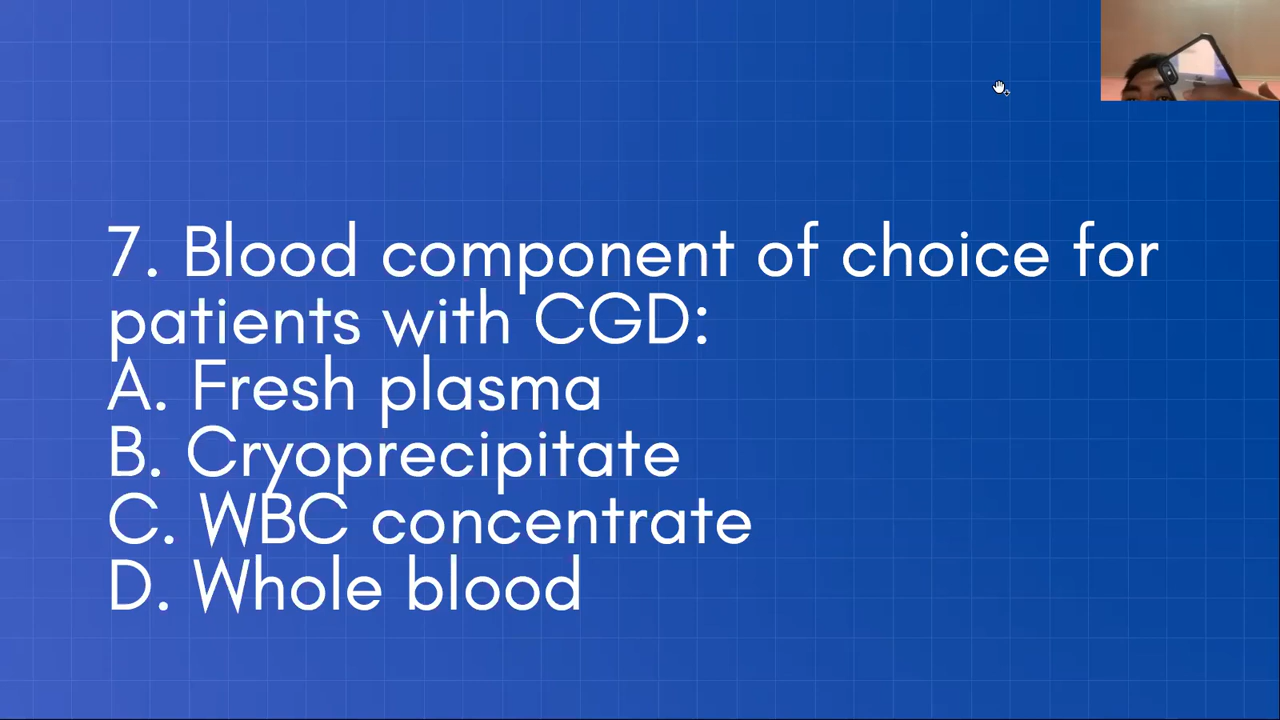 7. Blood component of choice for
patients with CGD:
A. Fresh plasma
B. Cryoprecipitate
C. WBC concentrate
D. Whole blood